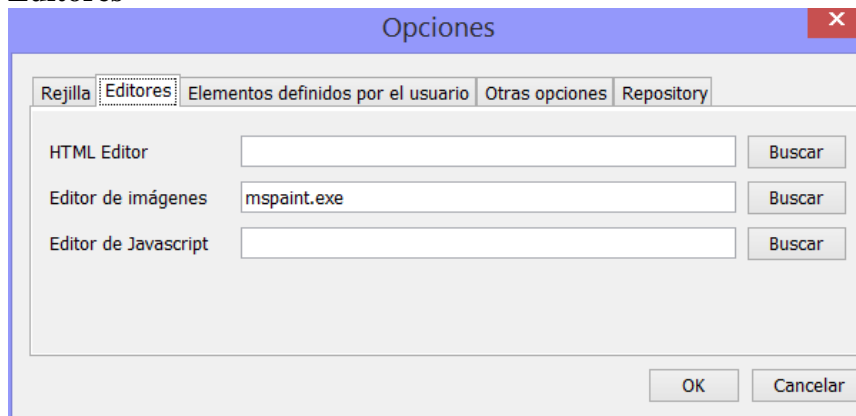 Editores
Opciones
x
Rejilla Editores Elementos definidos por el usuario Otras opciones Repository
HTML Editor Buscar
Editor de imágenes mspaint.exe Buscar
Editor de Javascript Buscar
OK Cancelar